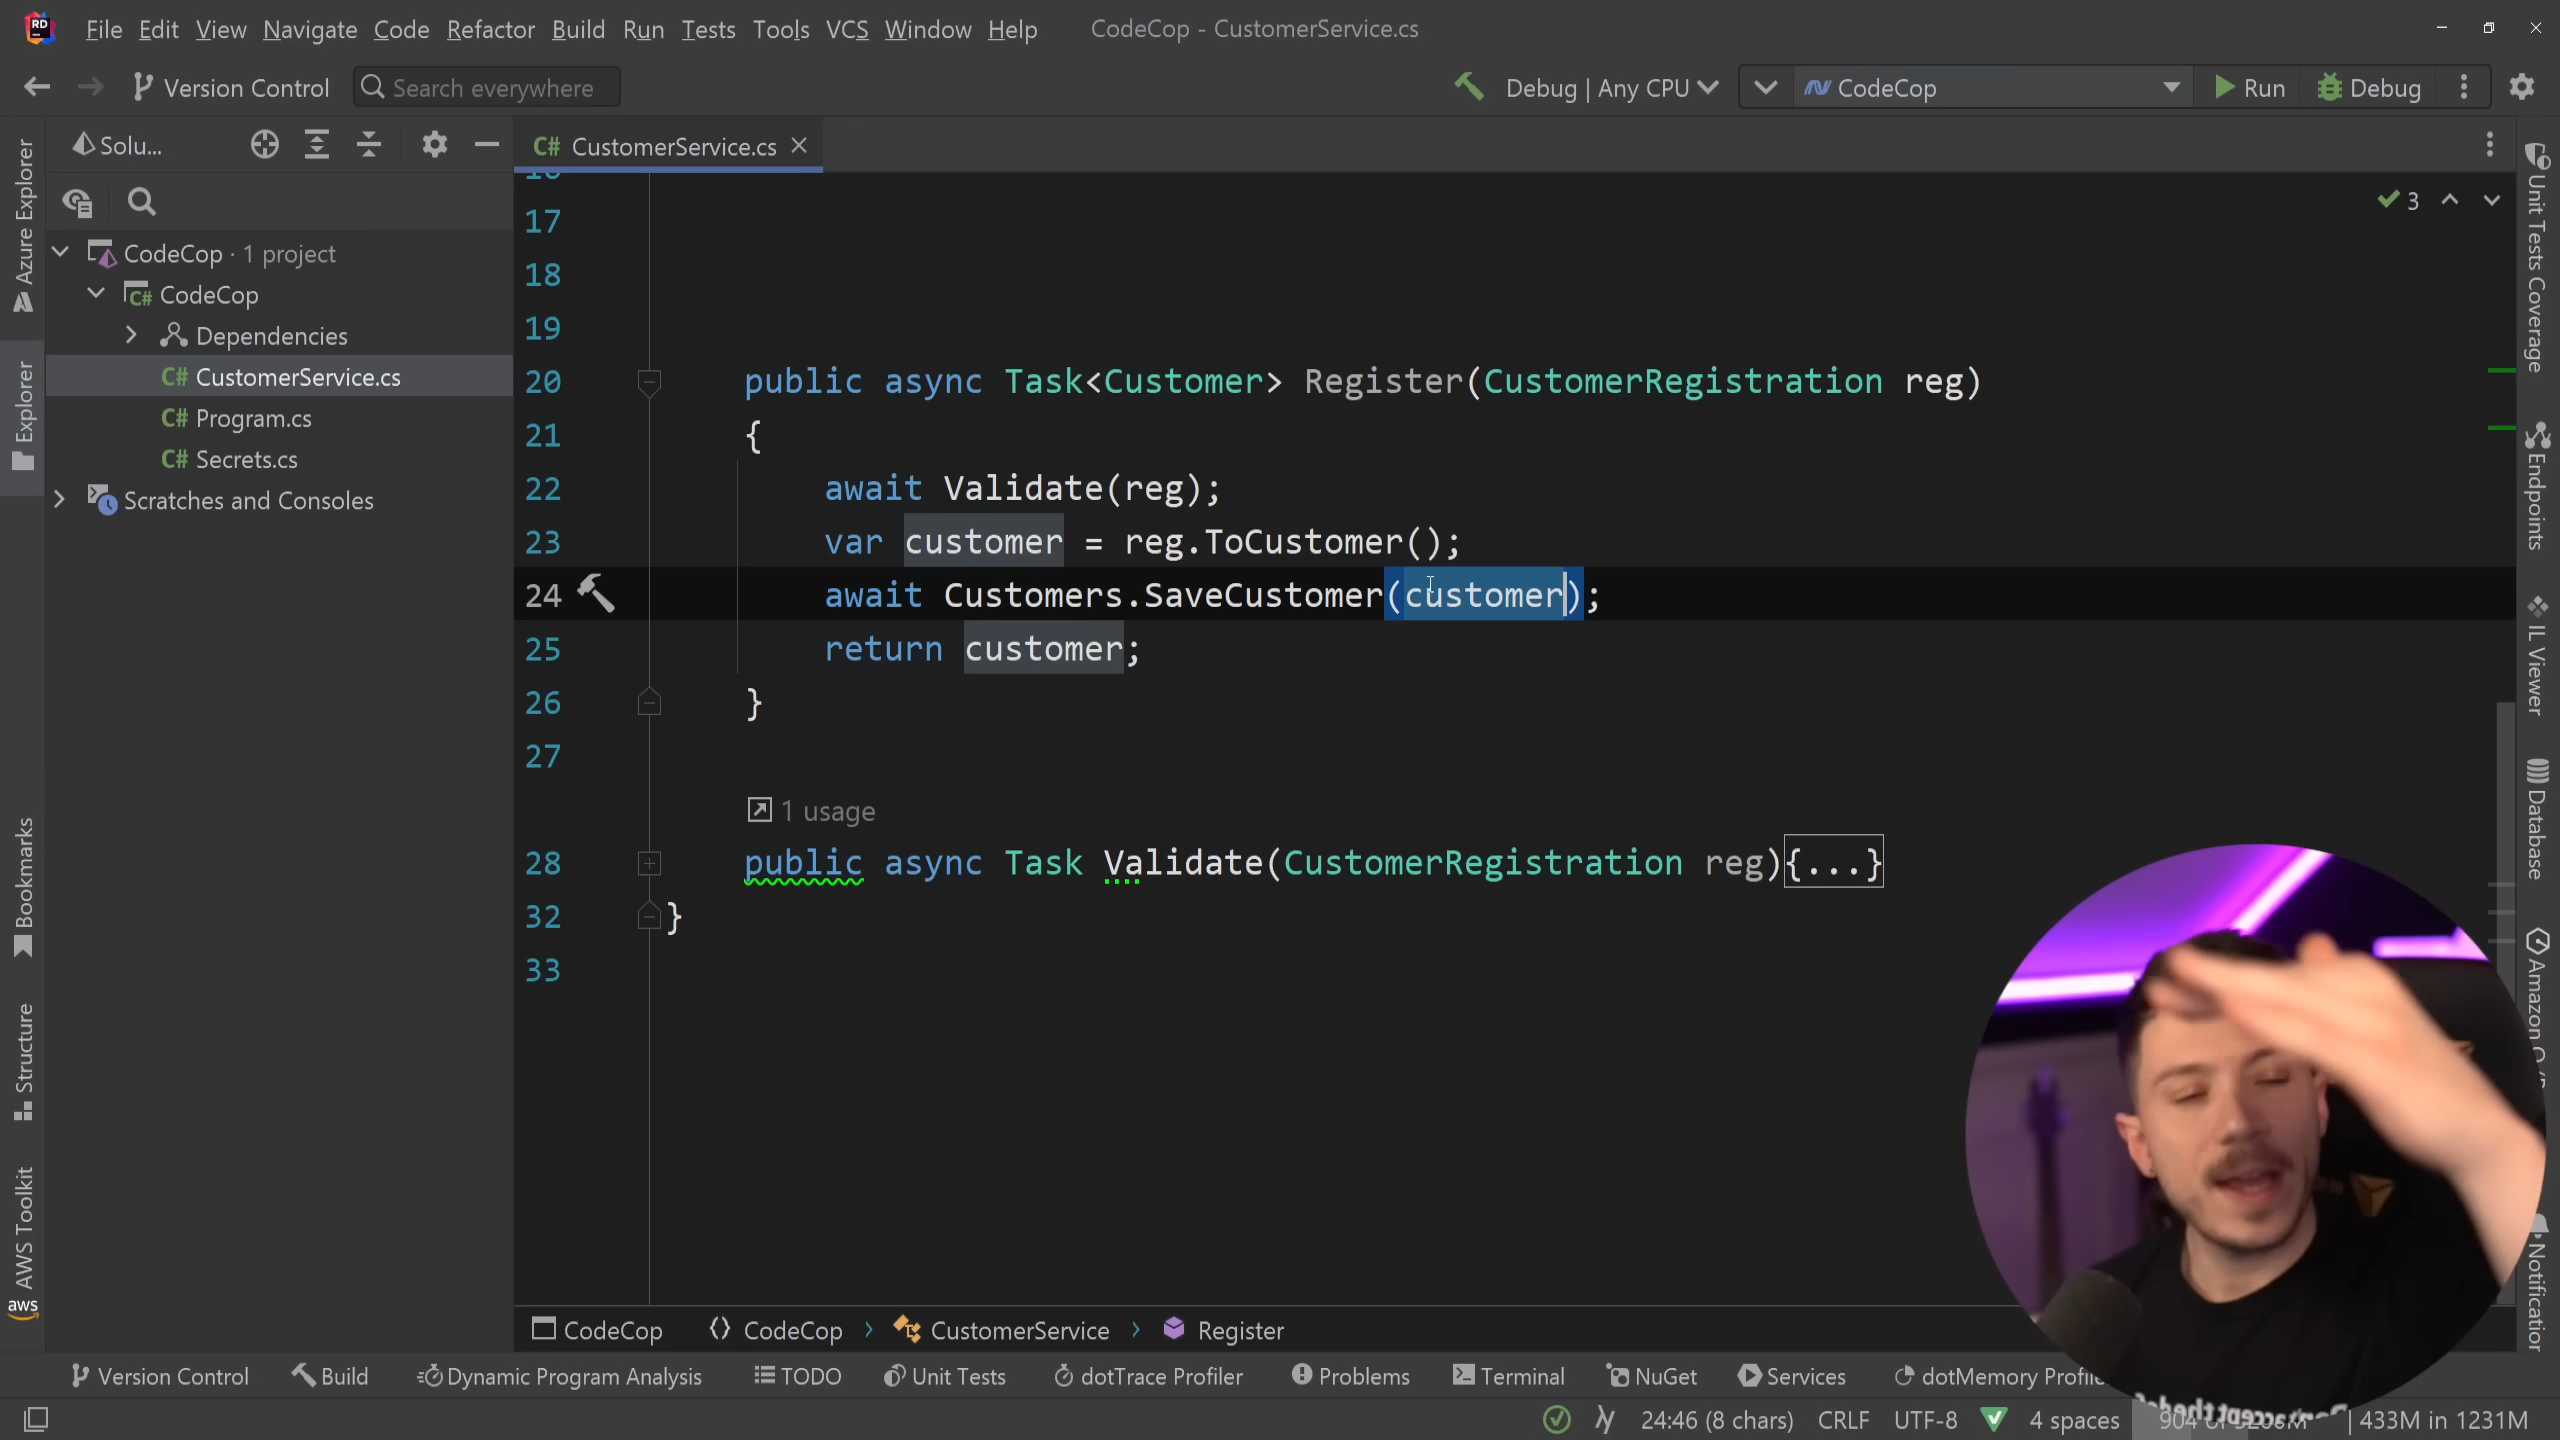 File Edit View Navigate Code Refactor Build Run Tests Tools VCS Window Help CodeCop - CustomerService.cs
Version Control Search everywhere Debug | Any CPU CodeCop Run Debug
Solu...
C# CustomerService.cs
CodeCop · 1 project
CodeCop
Dependencies
C# CustomerService.cs
C# Program.cs
C# Secrets.cs
Scratches and Consoles
Azure Explorer
Explorer
Bookmarks
Structure
AWS Toolkit
aws
3
17
18
19
20 public async Task<Customer> Register(CustomerRegistration reg)
21 {
22 await Validate(reg);
23 var customer = reg.ToCustomer();
24 await Customers.SaveCustomer(customer);
25 return customer;
26 }
27
1 usage
28 public async Task Validate(CustomerRegistration reg){...}
32 }
33
Unit Tests Coverage
Endpoints
IL Viewer
Database
Amazon
Notification
CodeCop CodeCop CustomerService Register
Version Control Build Dynamic Program Analysis TODO Unit Tests dotTrace Profiler Problems Terminal NuGet Services dotMemory
24:46 (8 chars) CRLF UTF-8 4 spaces 433M in 1231M